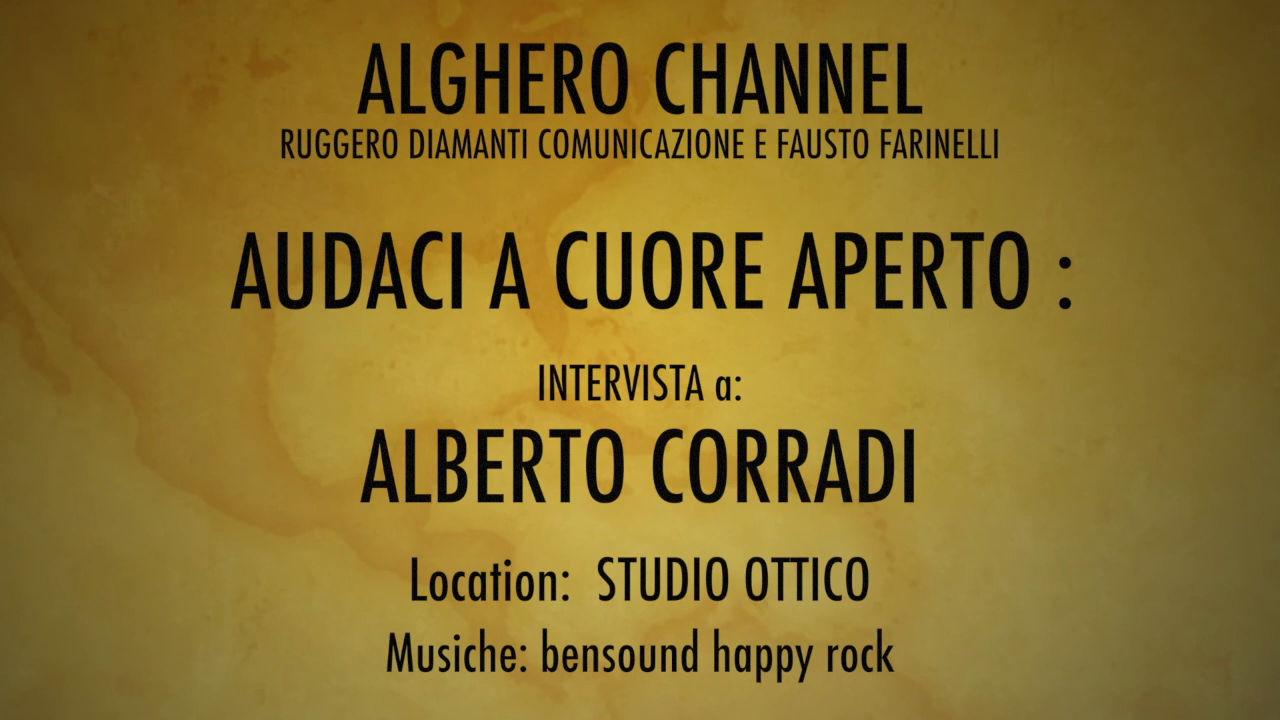 ALGHERO CHANNEL
RUGGERO DIAMANTI COMUNICAZIONE E FAUSTO FARINELLI
AUDACI A CUORE APERTO :
INTERVISTA a:
ALBERTO CORRADI
Location: STUDIO OTTICO
Musiche: bensound happy rock